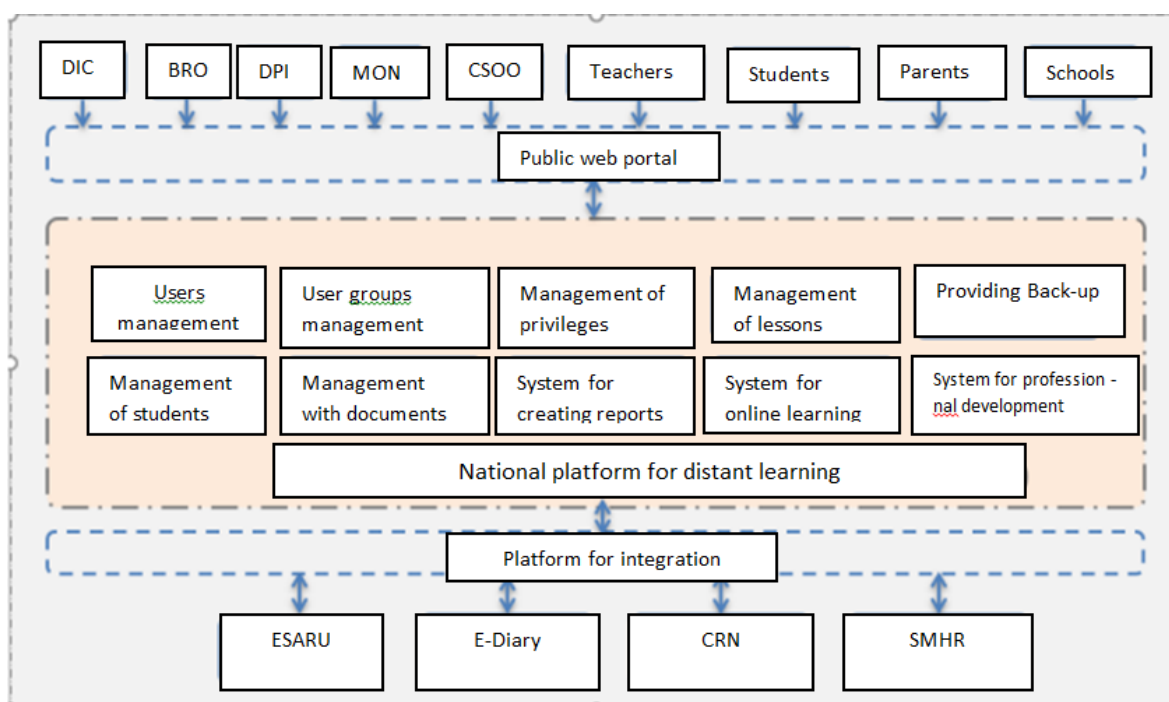 DIC
BRO
DPI
MON
CSOO
Teachers
Students
Parents
Schools
Public web portal
Users
management
User groups
management
Management of
privileges
Management
of lessons
Providing Back-up
Management
of students
Management
with documents
System for
creating reports
System for
online learning
System for profession -
nal development
National platform for distant learning
Platform for integration
ESARU
E-Diary
CRN
SMHR